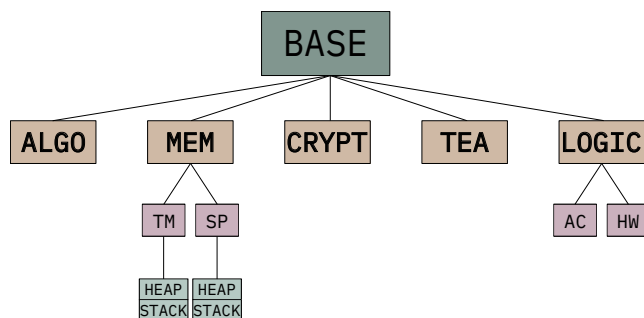 BASE
ALGO MEM CRYPT TEA LOGIC
TM SP AC HW
HEAP HEAP
STACK STACK